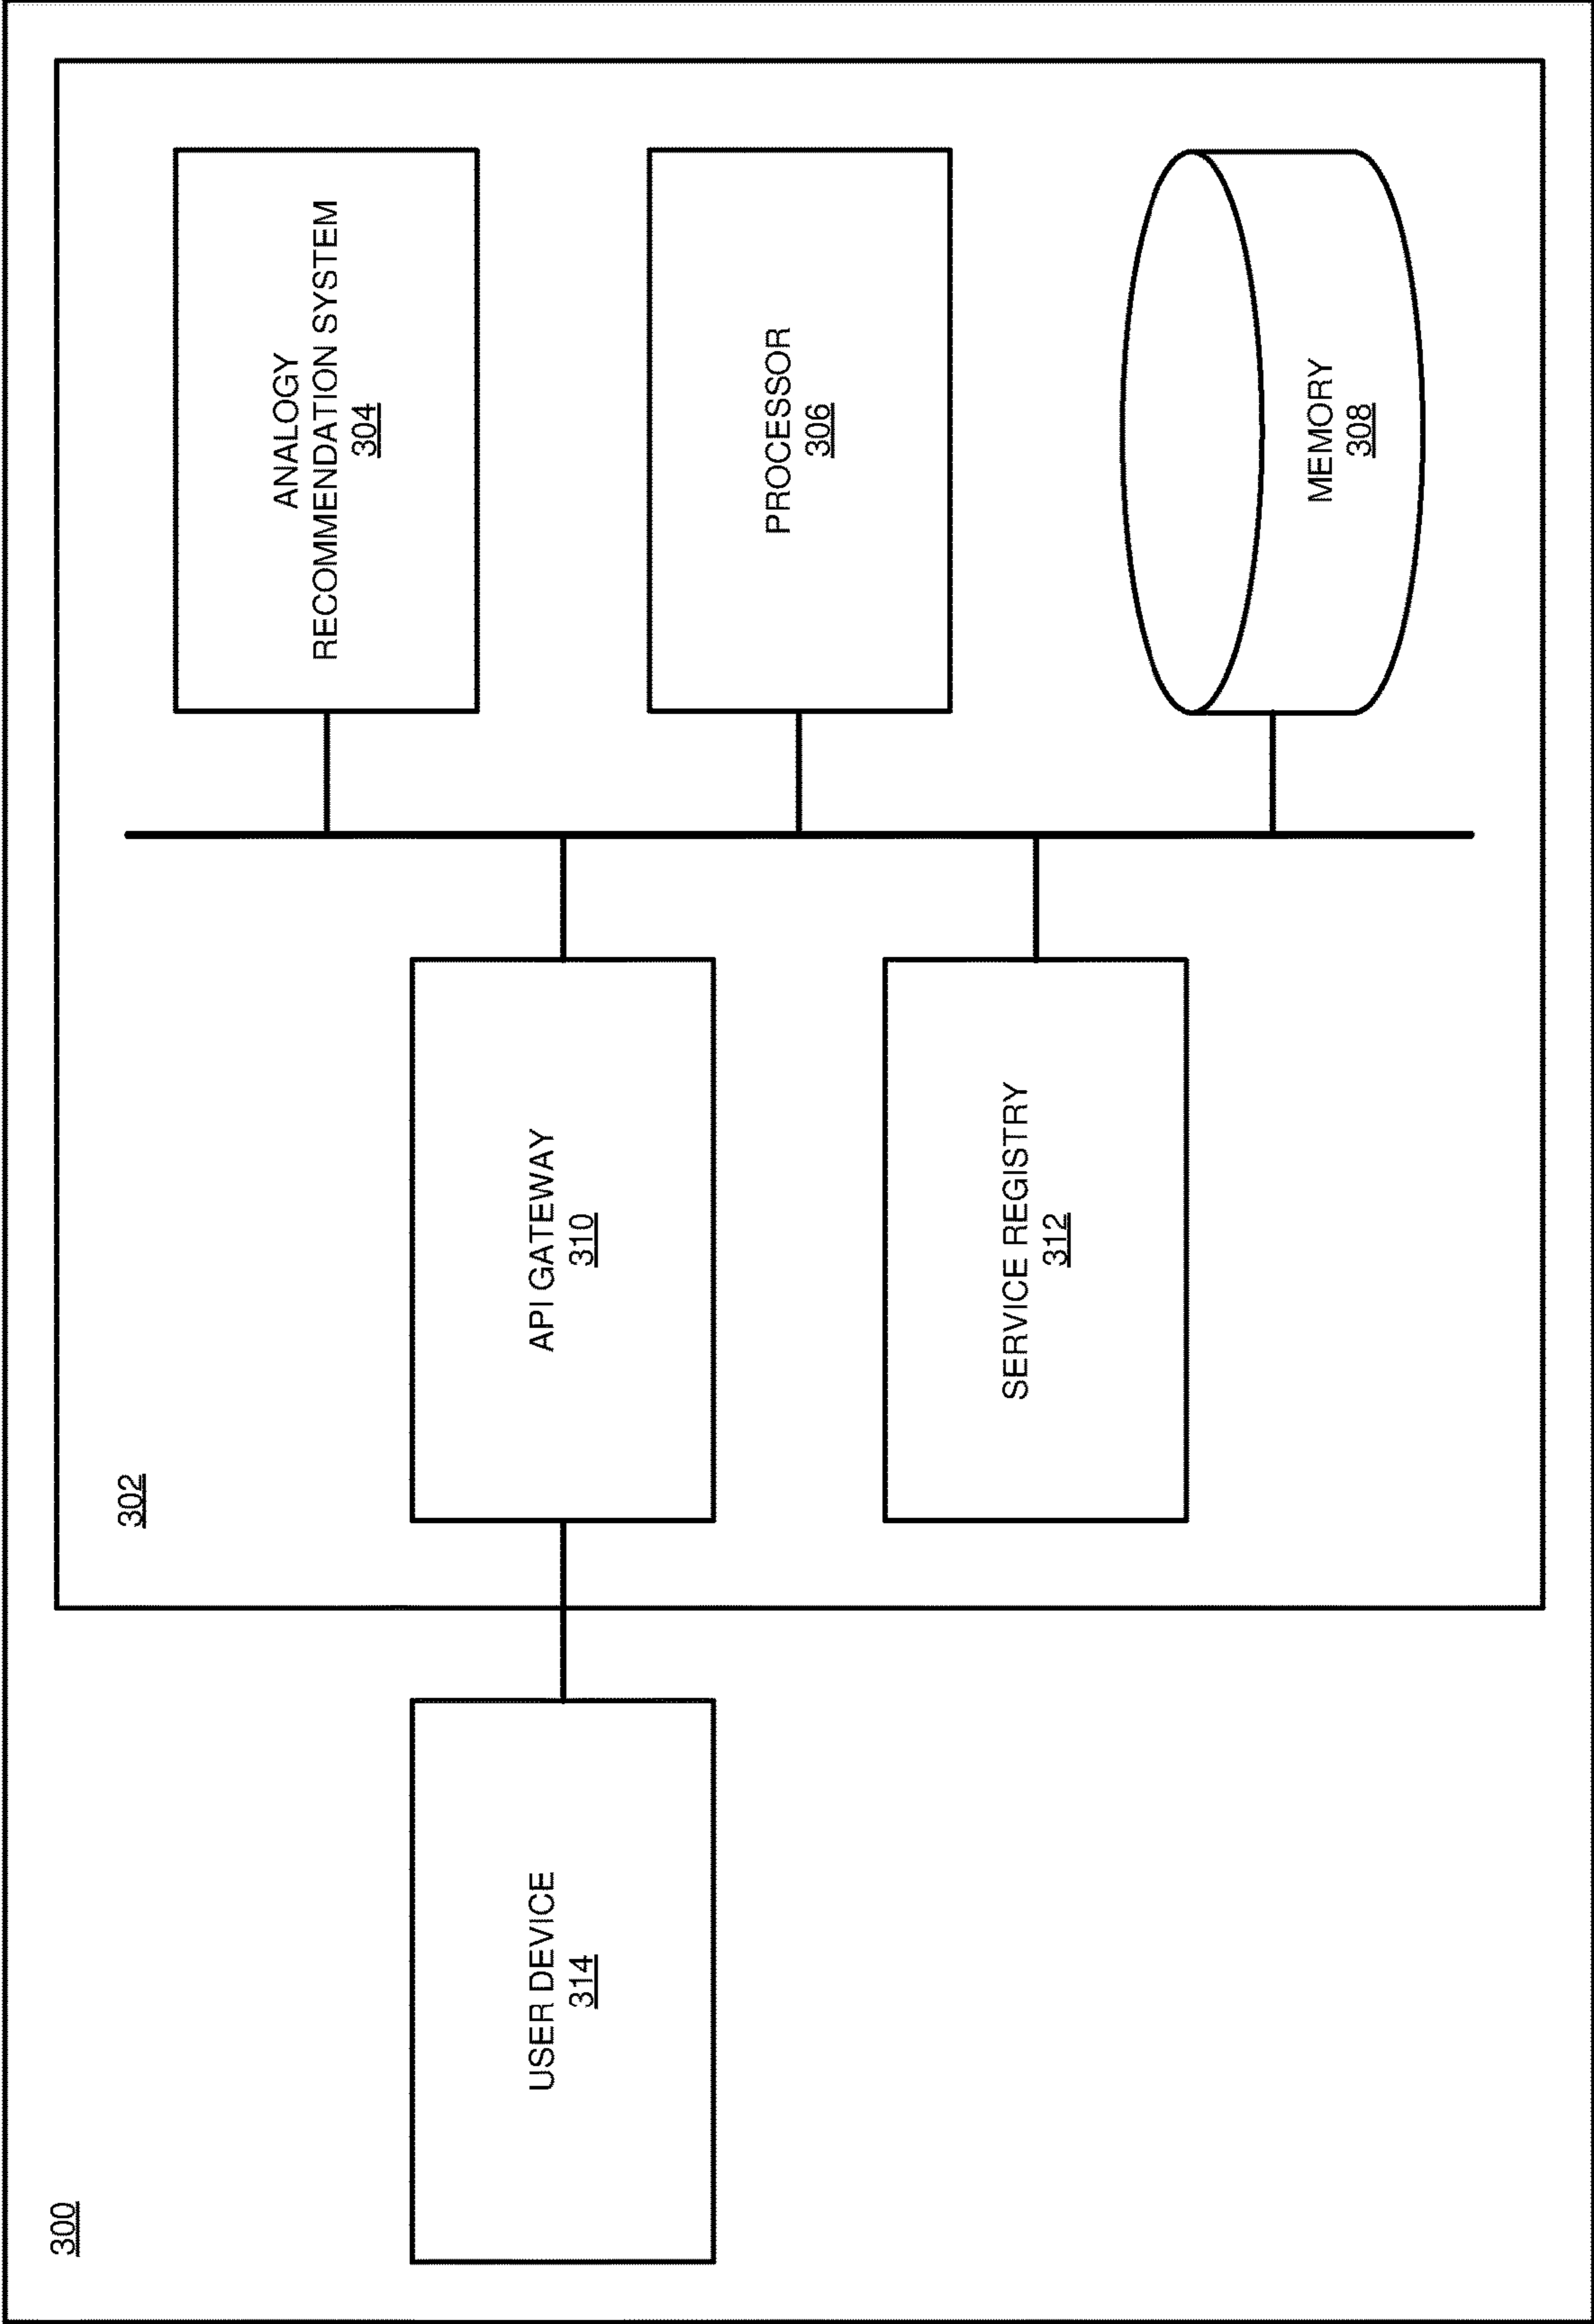 300
302
USER DEVICE
314
API GATEWAY
310
SERVICE REGISTRY
312
ANALOGY
RECOMMENDATION SYSTEM
304
PROCESSOR
306
MEMORY
308